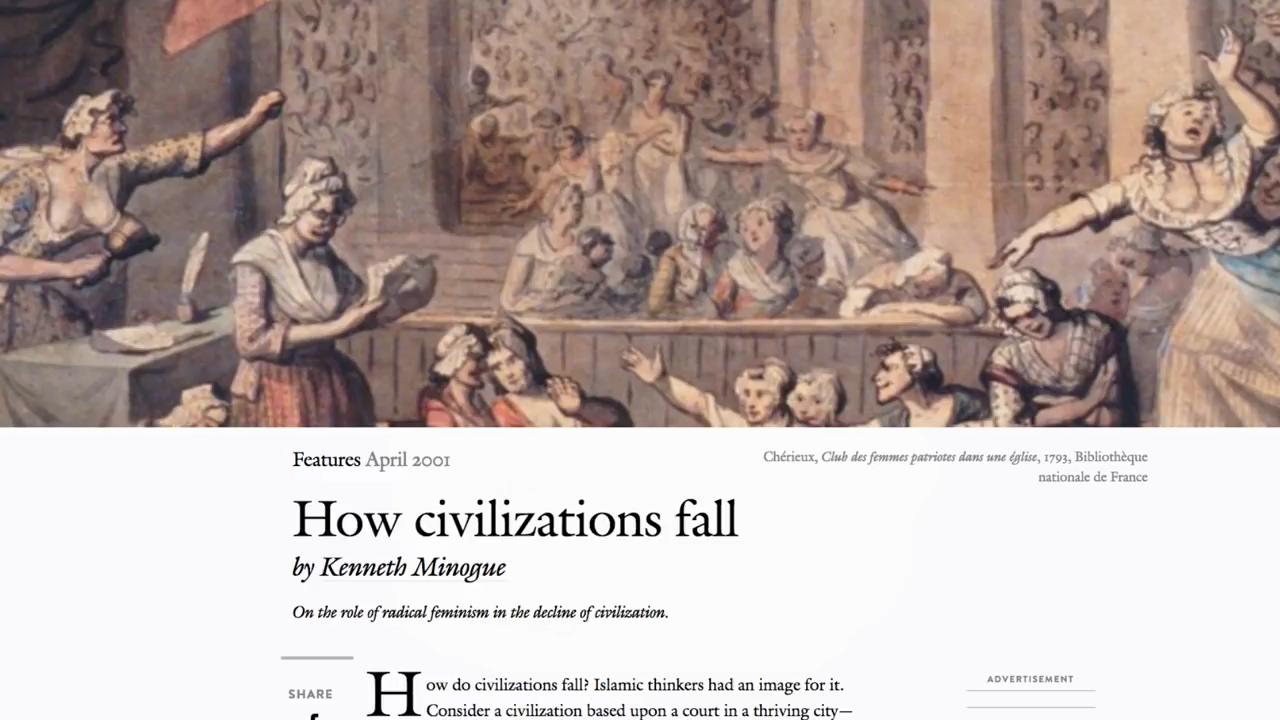 Features April 2001
Chérieux, Club des femmes patriotes dans une église, 1793, Bibliothèque
nationale de France
How civilizations fall
by Kenneth Minogue
On the role of radical feminism in the decline of civilization.
SHARE
How do civilizations fall? Islamic thinkers had an image for it.
Consider a civilization based upon a court in a thriving city—
ADVERTISEMENT